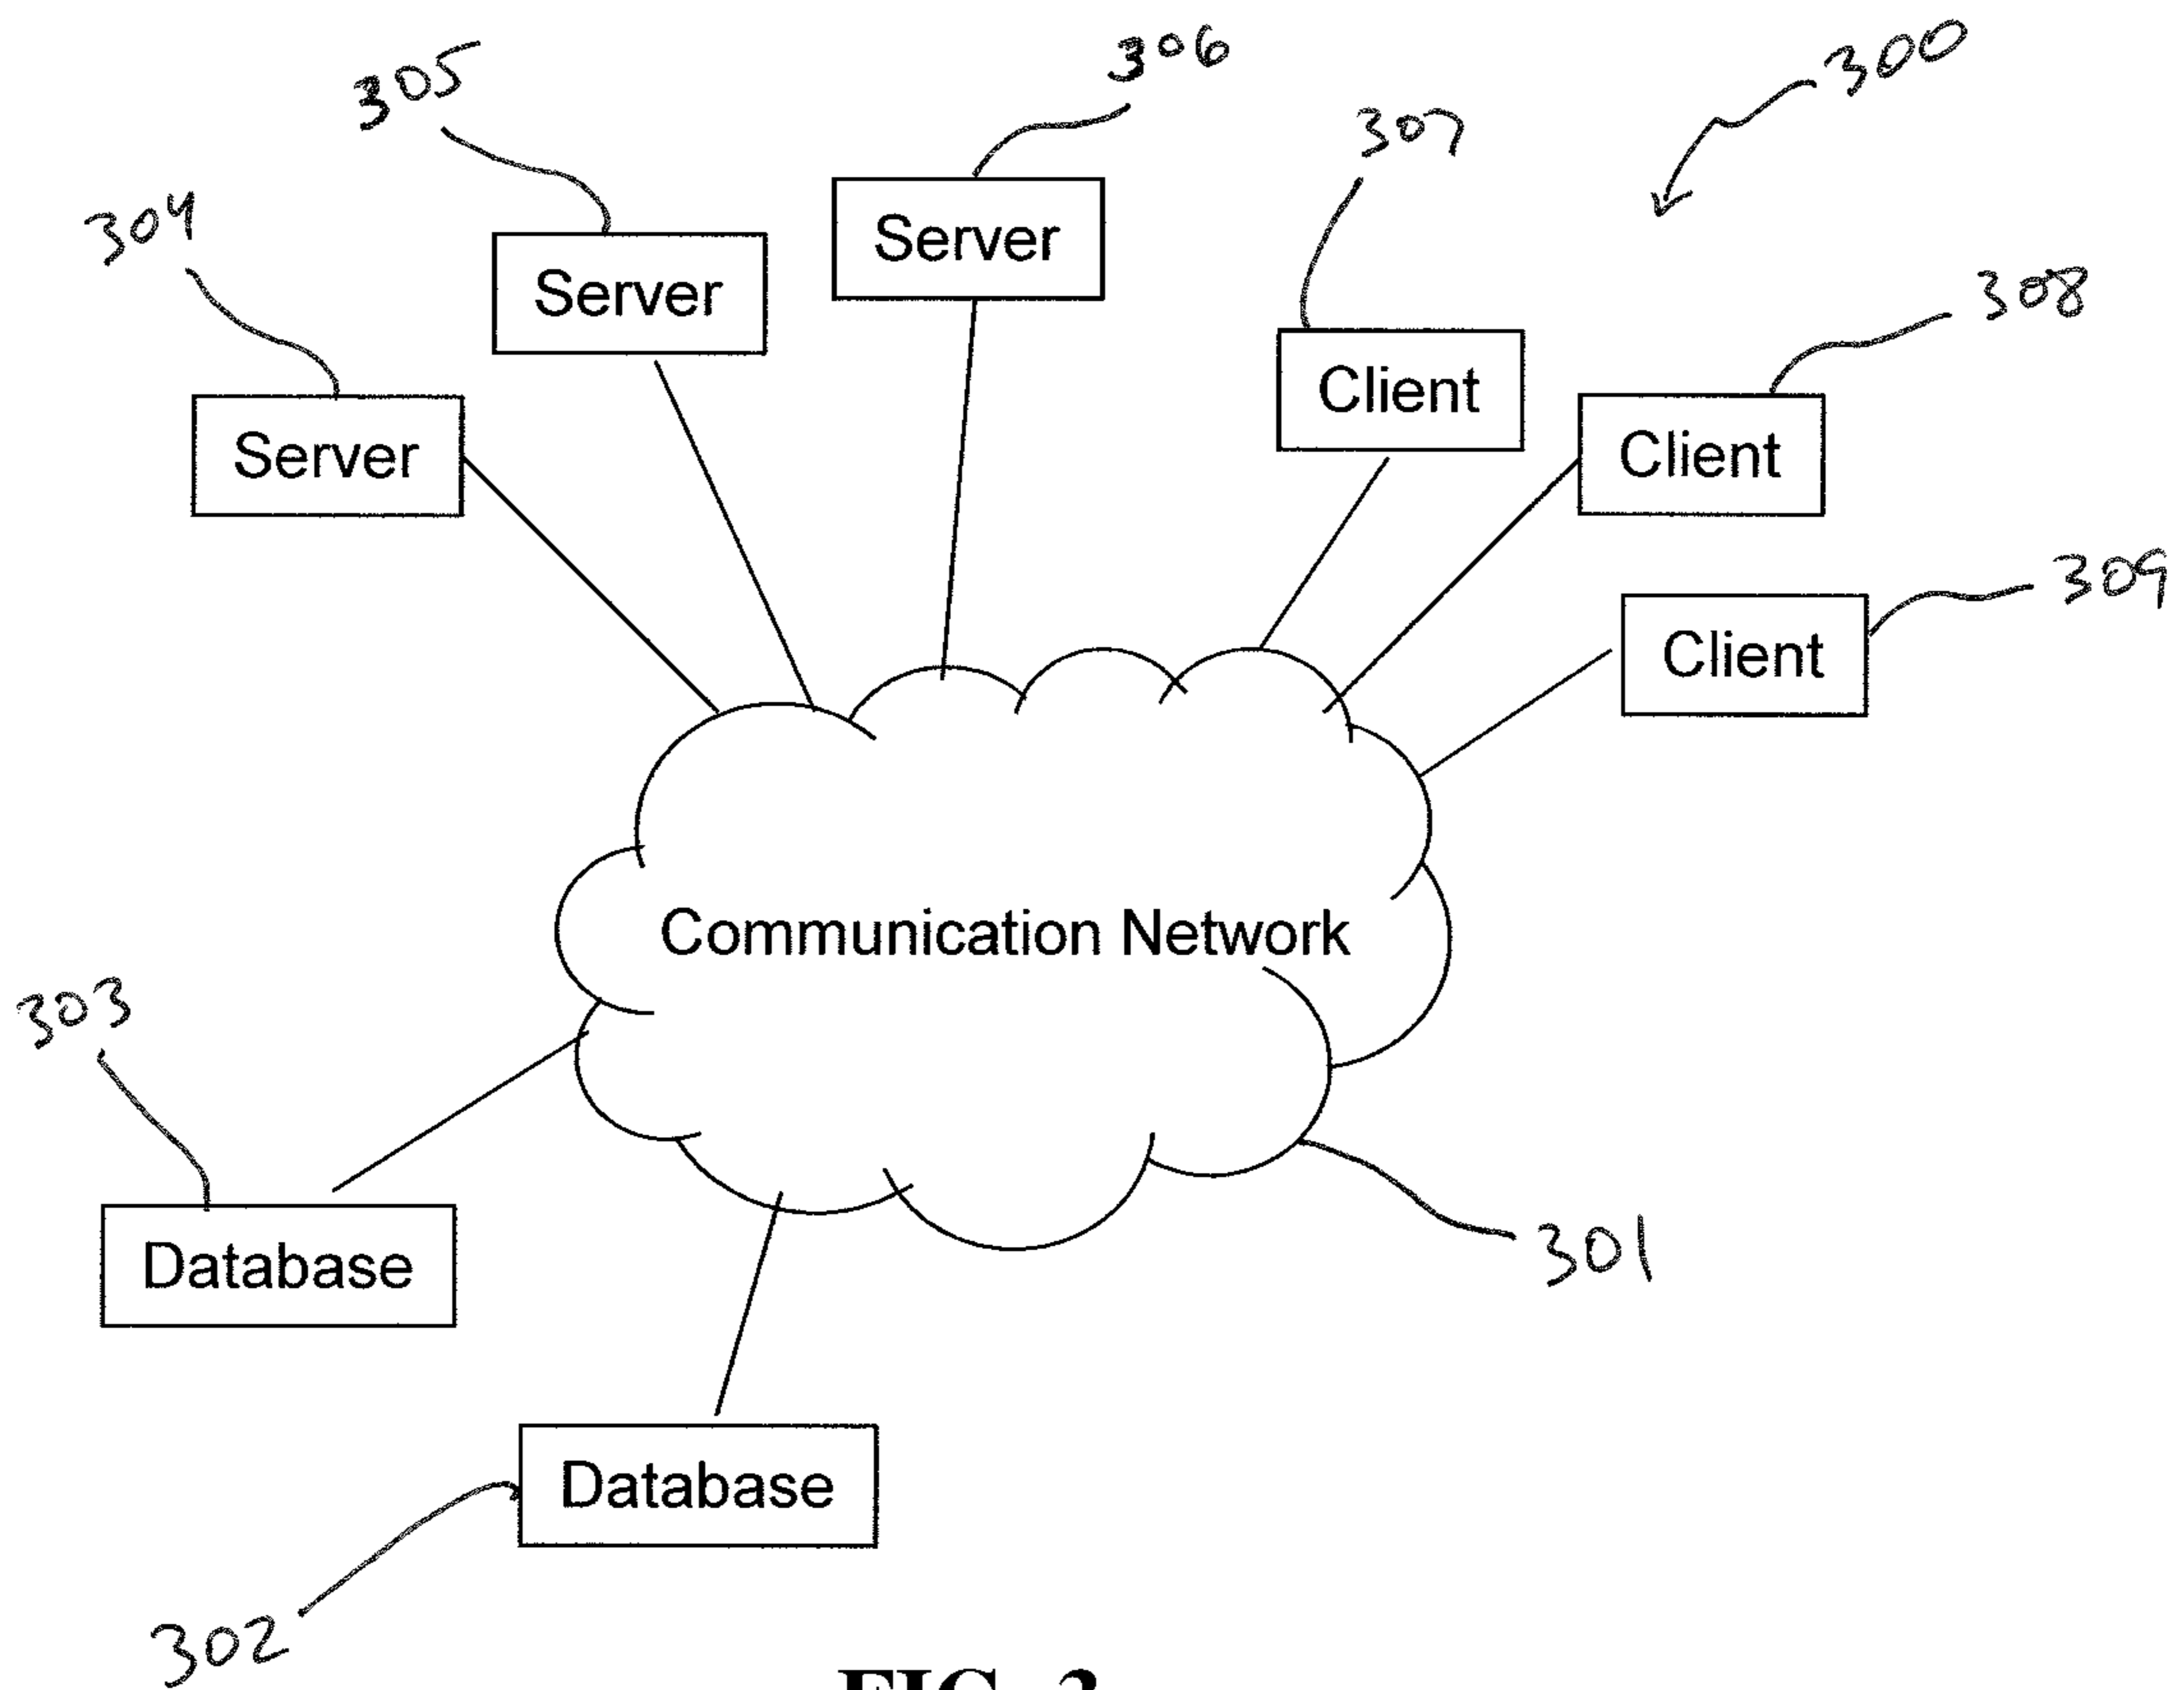 305
306
300
307
304
Server
Server
308
Client
Server
Client
309
Client
Communication Network
303
301
Database
Database
302
FIG. 3